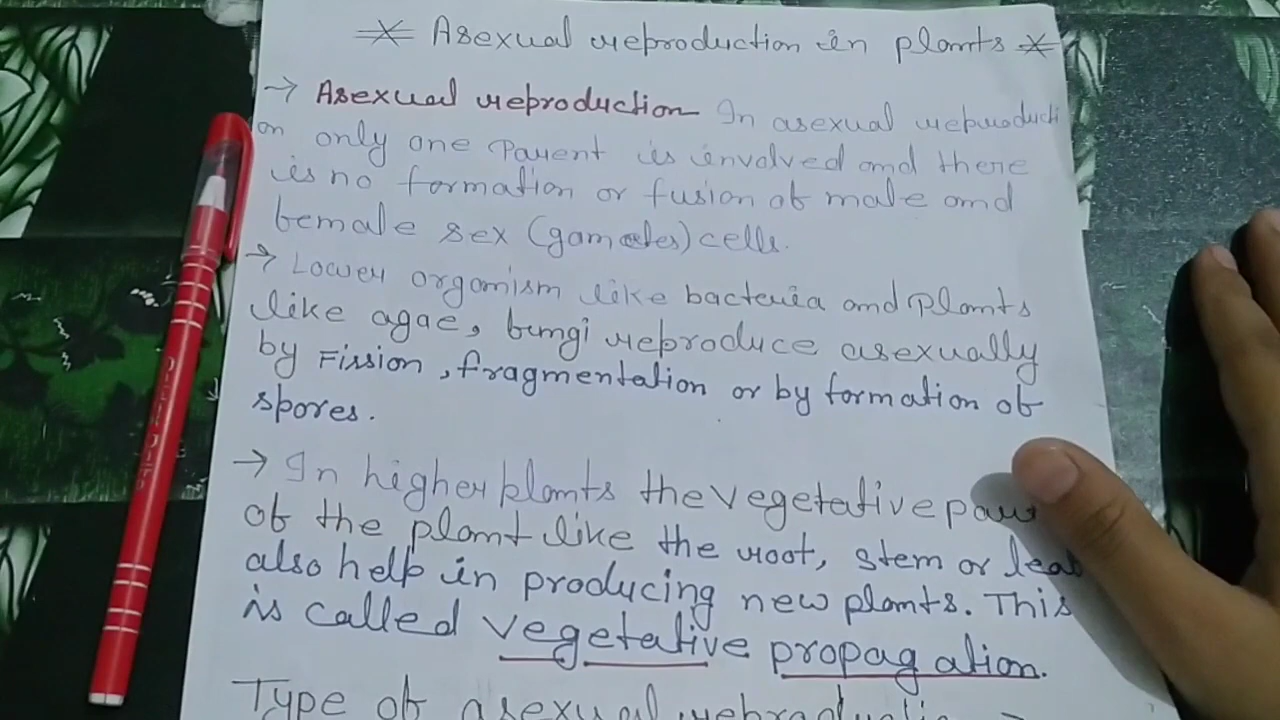 * Asexual reproduction in plants *
→ Asexual reproduction In asexual reproducti
on only one Parent is involved and there
is no formation or fusion of male and
female sex (gametes) cells.
→ Lower organism like bacteria and Plants
like agae, fungi reproduce asexually
by Fission, fragmentation or by formation of
spores.
→ In higher plants the vegetative par
of the plant like the root, stem or leaf
also help in producing new plants. This
is called vegetative propagation.
Type of asexual reproduction